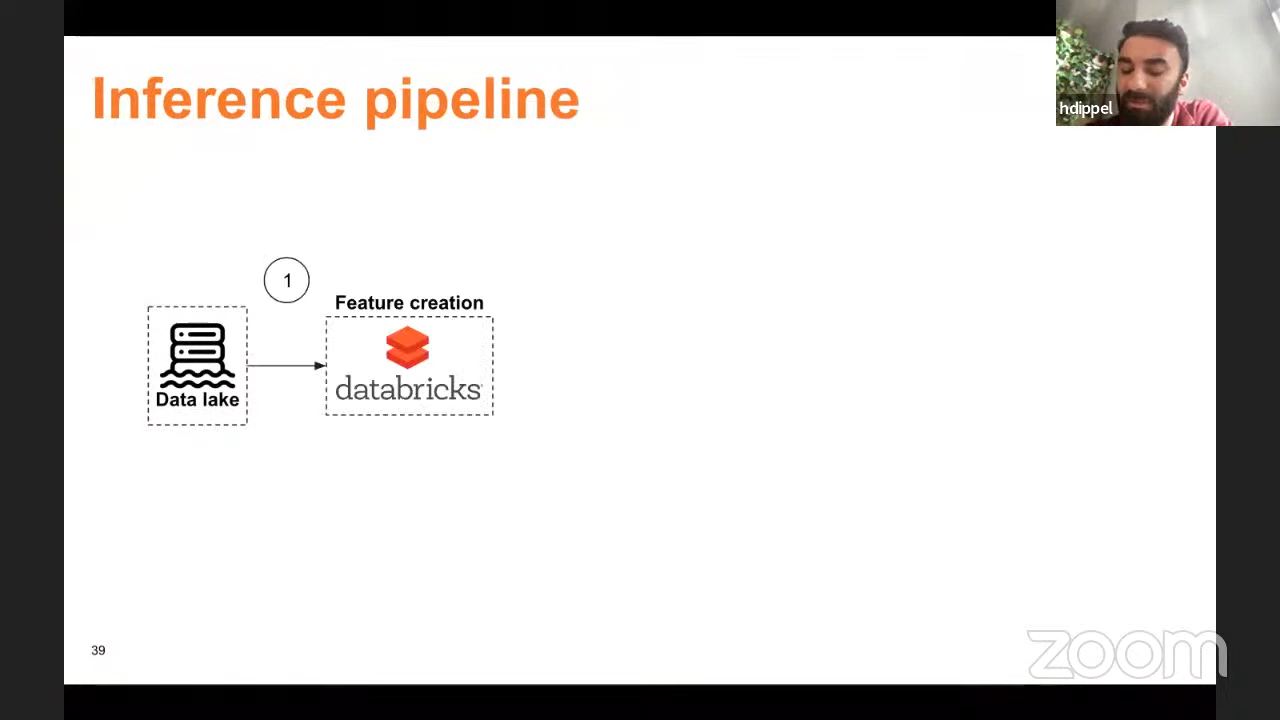 Inference pipeline
hdippel
1
Feature creation
databricks
Data lake
39
zoom